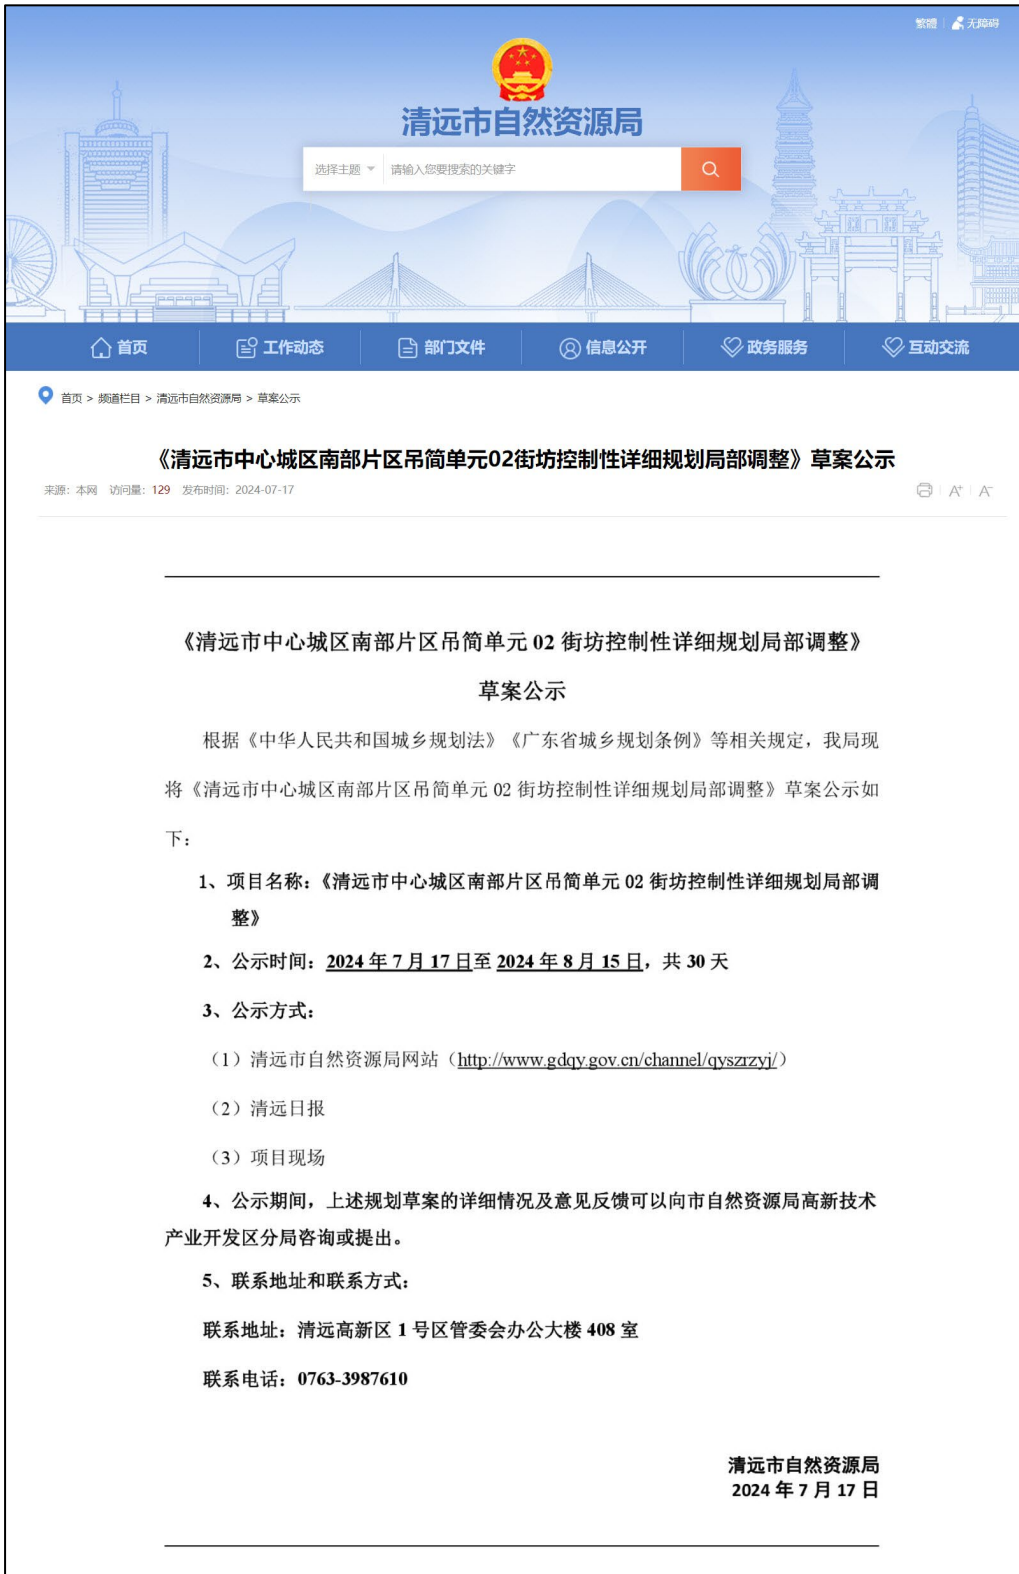 繁體 无障碍
清远市自然资源局
选择主题 请输入您要搜索的关键字
首页 工作动态 部门文件 信息公开 政务服务 互动交流
首页 > 频道栏目 > 清远市自然资源局 > 草案公示
《清远市中心城区南部片区吊简单元02街坊控制性详细规划局部调整》草案公示
来源：本网 访问量：129 发布时间：2024-07-17 A+ A-
《清远市中心城区南部片区吊简单元 02 街坊控制性详细规划局部调整》
草案公示
根据《中华人民共和国城乡规划法》《广东省城乡规划条例》等相关规定，我局现
将《清远市中心城区南部片区吊简单元 02 街坊控制性详细规划局部调整》草案公示如
下：
1、项目名称：《清远市中心城区南部片区吊简单元 02 街坊控制性详细规划局部调
整》
2、公示时间：2024 年 7 月 17 日至 2024 年 8 月 15 日，共 30 天
3、公示方式：
（1）清远市自然资源局网站（http://www.gdqy.gov.cn/channel/qyszrzyj/）
（2）清远日报
（3）项目现场
4、公示期间，上述规划草案的详细情况及意见反馈可以向市自然资源局高新技术
产业开发区分局咨询或提出。
5、联系地址和联系方式：
联系地址：清远高新区 1 号区管委会办公大楼 408 室
联系电话：0763-3987610
清远市自然资源局
2024 年 7 月 17 日